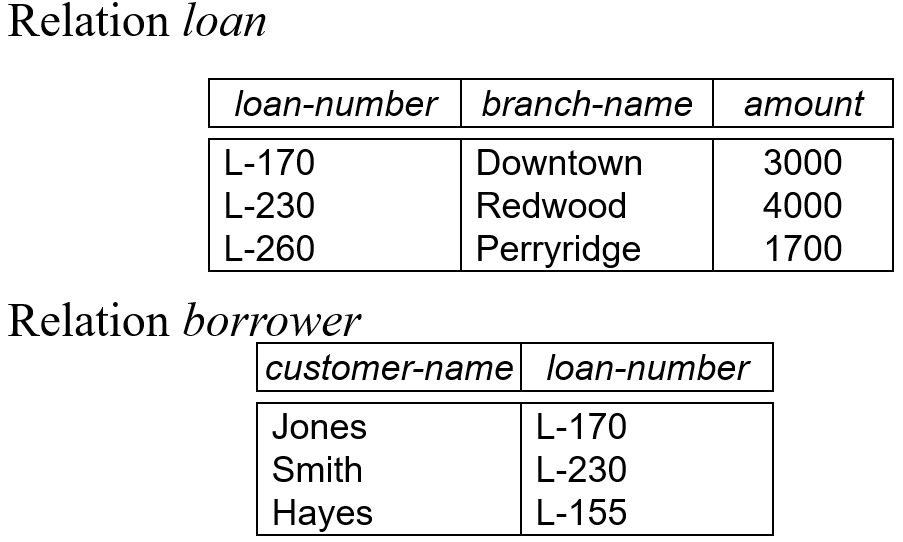 Relation loan
loan-number branch-name amount
L-170 Downtown 3000
L-230 Redwood 4000
L-260 Perryridge 1700
Relation borrower
customer-name loan-number
Jones L-170
Smith L-230
Hayes L-155